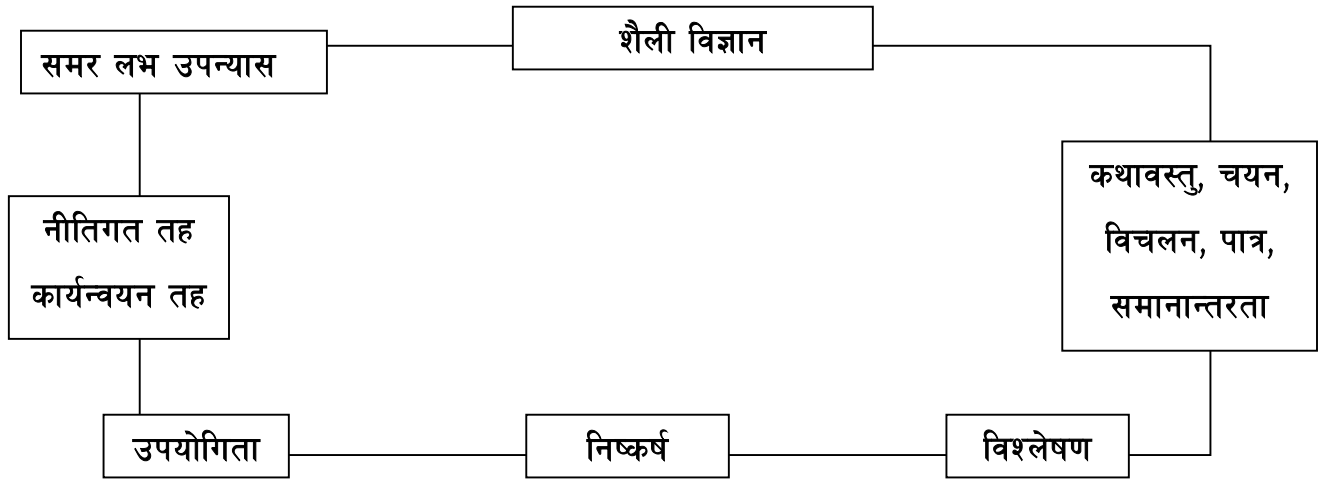 समर लभ उपन्यास
शैली विज्ञान
कथावस्तु, चयन,
विचलन, पात्र,
समानान्तरता
नीतिगत तह
कार्यन्वयन तह
उपयोगिता
निष्कर्ष
विश्लेषण